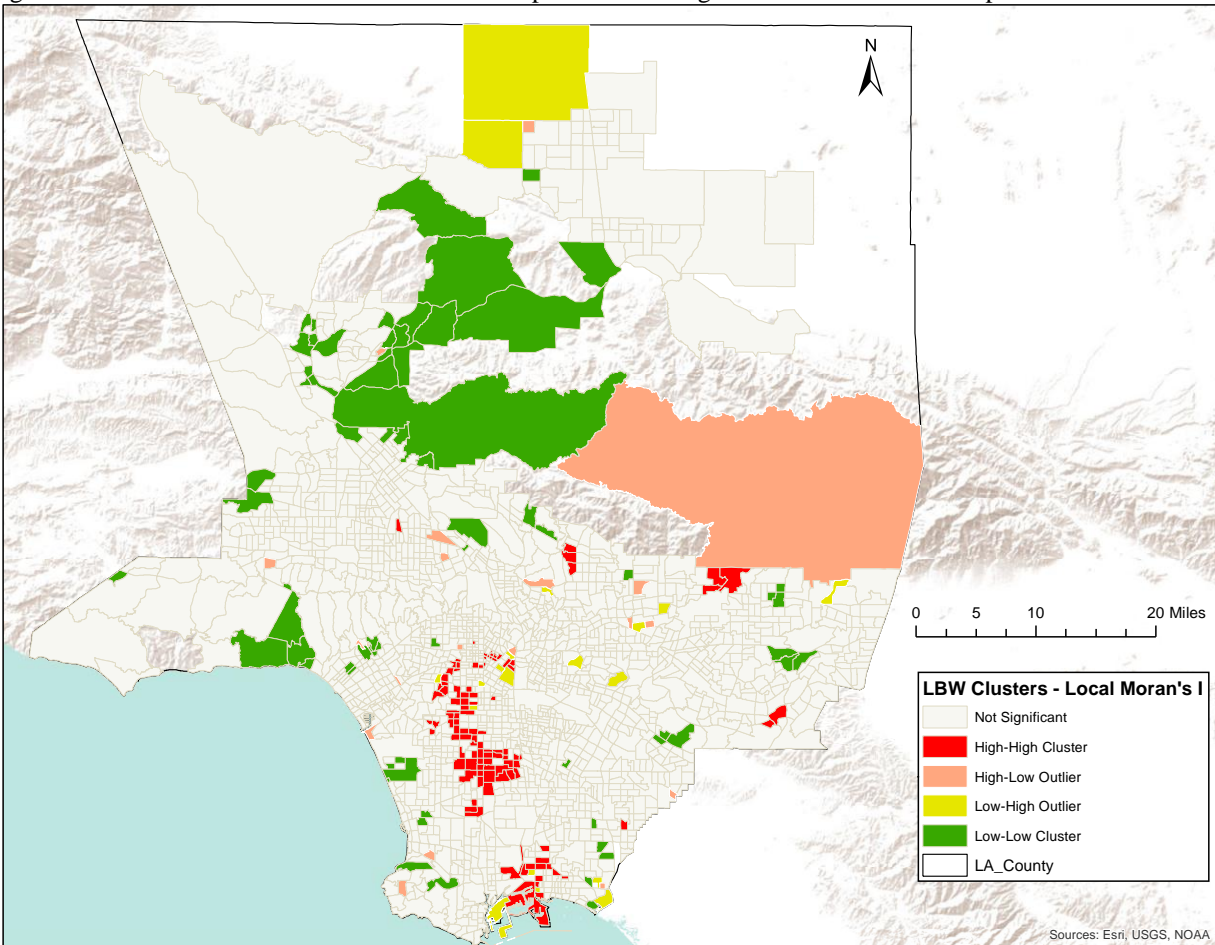 N
0 5 10 20 Miles
LBW Clusters - Local Moran's I
Not Significant
High-High Cluster
High-Low Outlier
Low-High Outlier
Low-Low Cluster
LA_County
Sources: Esri, USGS, NOAA